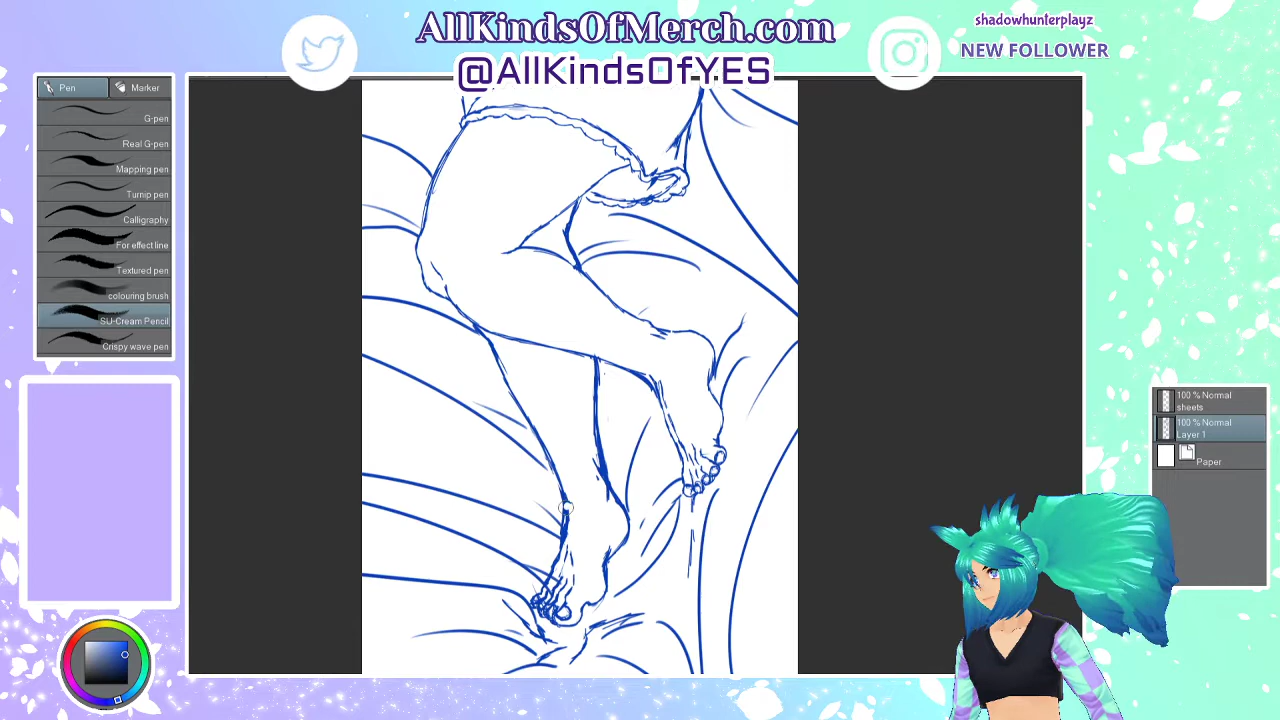 AllKindsOfMerch.com
@AllKindsOfYES
shadowhunterplayz
NEW FOLLOWER
Pen
Marker
G-pen
Real G-pen
Mapping pen
Turnip pen
Calligraphy
For effect line
Textured pen
colouring brush
SU-Cream Pencil
Crispy wave pen
100 % Normal
sheets
100 % Normal
Layer 1
Paper